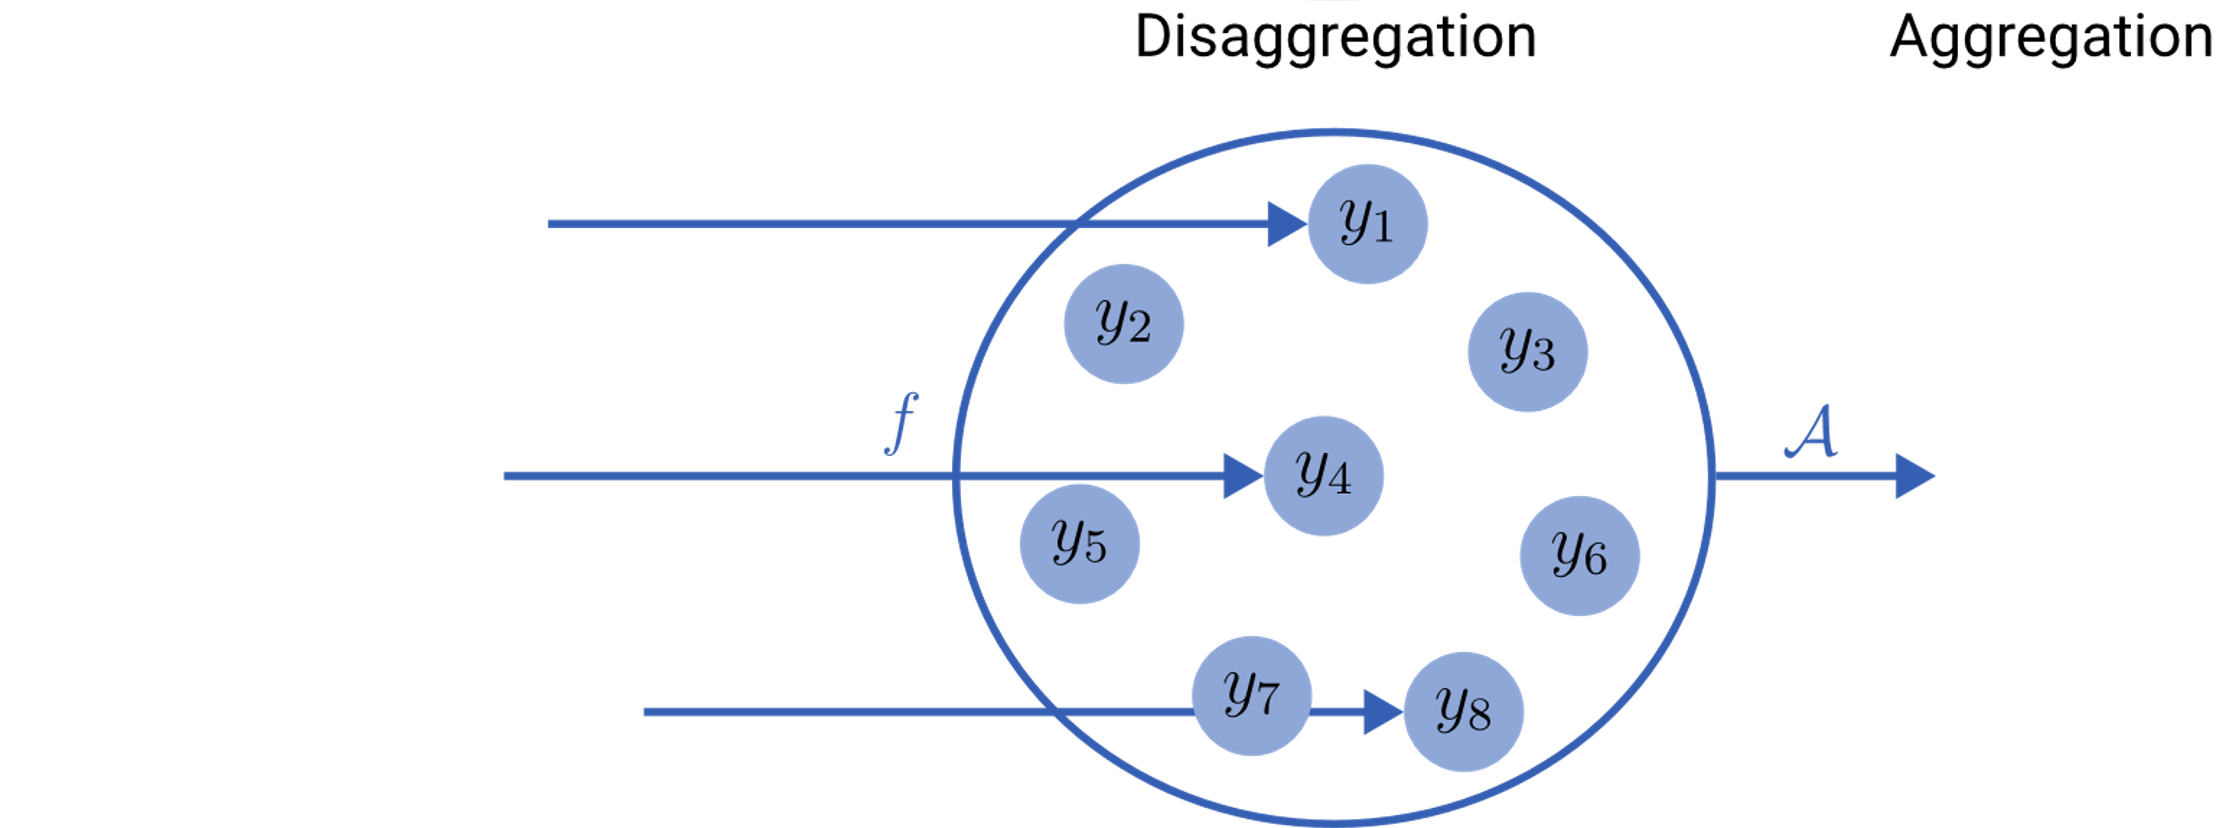 Disaggregation Aggregation
y1
y2
y3
f
y4
𝒜
y5
y6
y7
y8